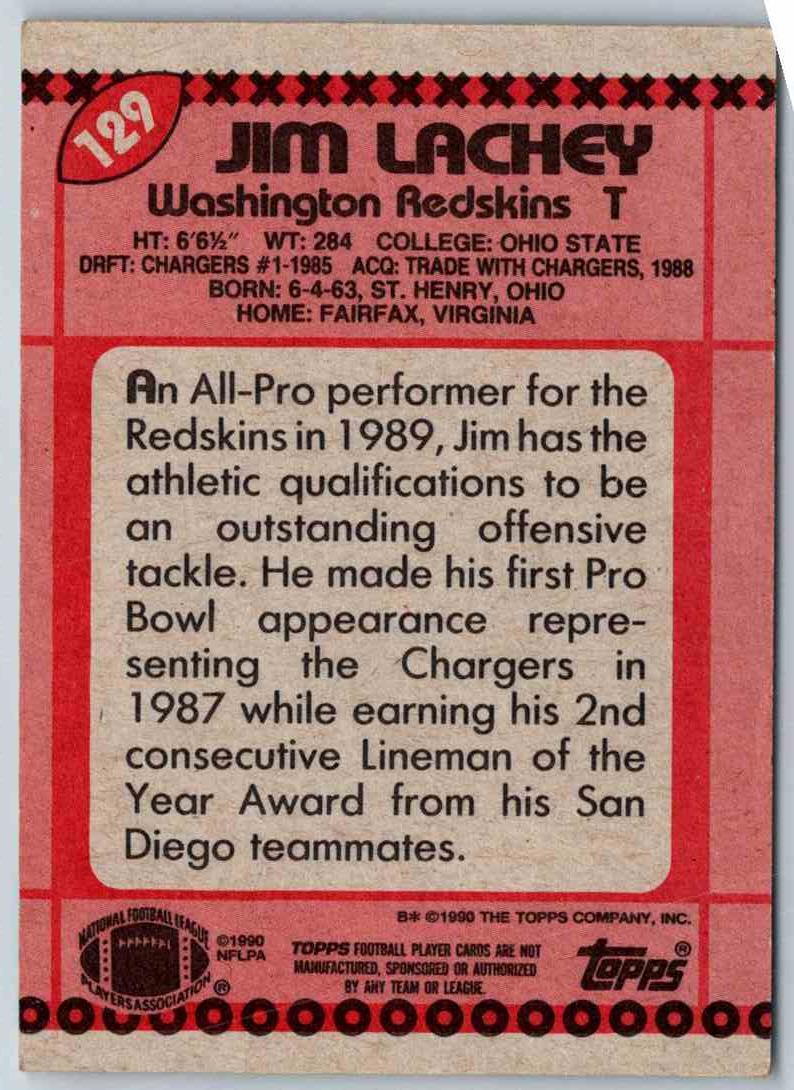 129
JIM LACHEY
Washington Redskins T
HT: 6'6½" WT: 284 COLLEGE: OHIO STATE
DRFT: CHARGERS #1-1985 ACQ: TRADE WITH CHARGERS, 1988
BORN: 6-4-63, ST. HENRY, OHIO
HOME: FAIRFAX, VIRGINIA
An All-Pro performer for the
Redskins in 1989, Jim has the
athletic qualifications to be
an outstanding offensive
tackle. He made his first Pro
Bowl appearance repre-
senting the Chargers in
1987 while earning his 2nd
consecutive Lineman of the
Year Award from his San
Diego teammates.
B* ©1990 THE TOPPS COMPANY, INC.
NATIONAL FOOTBALL LEAGUE
PLAYERS ASSOCIATION ®
©1990
NFLPA
TOPPS FOOTBALL PLAYER CARDS ARE NOT
MANUFACTURED, SPONSORED OR AUTHORIZED
BY ANY TEAM OR LEAGUE.
topps®